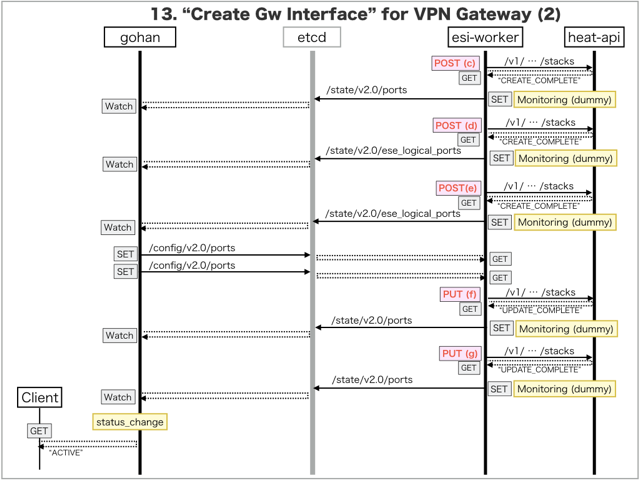 13. “Create Gw Interface” for VPN Gateway (2)
gohan
etcd
esi-worker
heat-api
POST (c)
/v1/ ··· /stacks
GET
"CREATE_COMPLETE"
/state/v2.0/ports
SET
Monitoring (dummy)
Watch
POST (d)
/v1/ ··· /stacks
GET
"CREATE_COMPLETE"
/state/v2.0/ese_logical_ports
SET
Monitoring (dummy)
Watch
POST(e)
/v1/ ··· /stacks
GET
"CREATE_COMPLETE"
/state/v2.0/ese_logical_ports
SET
Monitoring (dummy)
Watch
SET
/config/v2.0/ports
GET
SET
/config/v2.0/ports
GET
PUT (f)
/v1/ ··· /stacks
GET
"UPDATE_COMPLETE"
/state/v2.0/ports
SET
Monitoring (dummy)
Watch
PUT (g)
/v1/ ··· /stacks
GET
"UPDATE_COMPLETE"
/state/v2.0/ports
SET
Monitoring (dummy)
Watch
Client
status_change
GET
"ACTIVE"